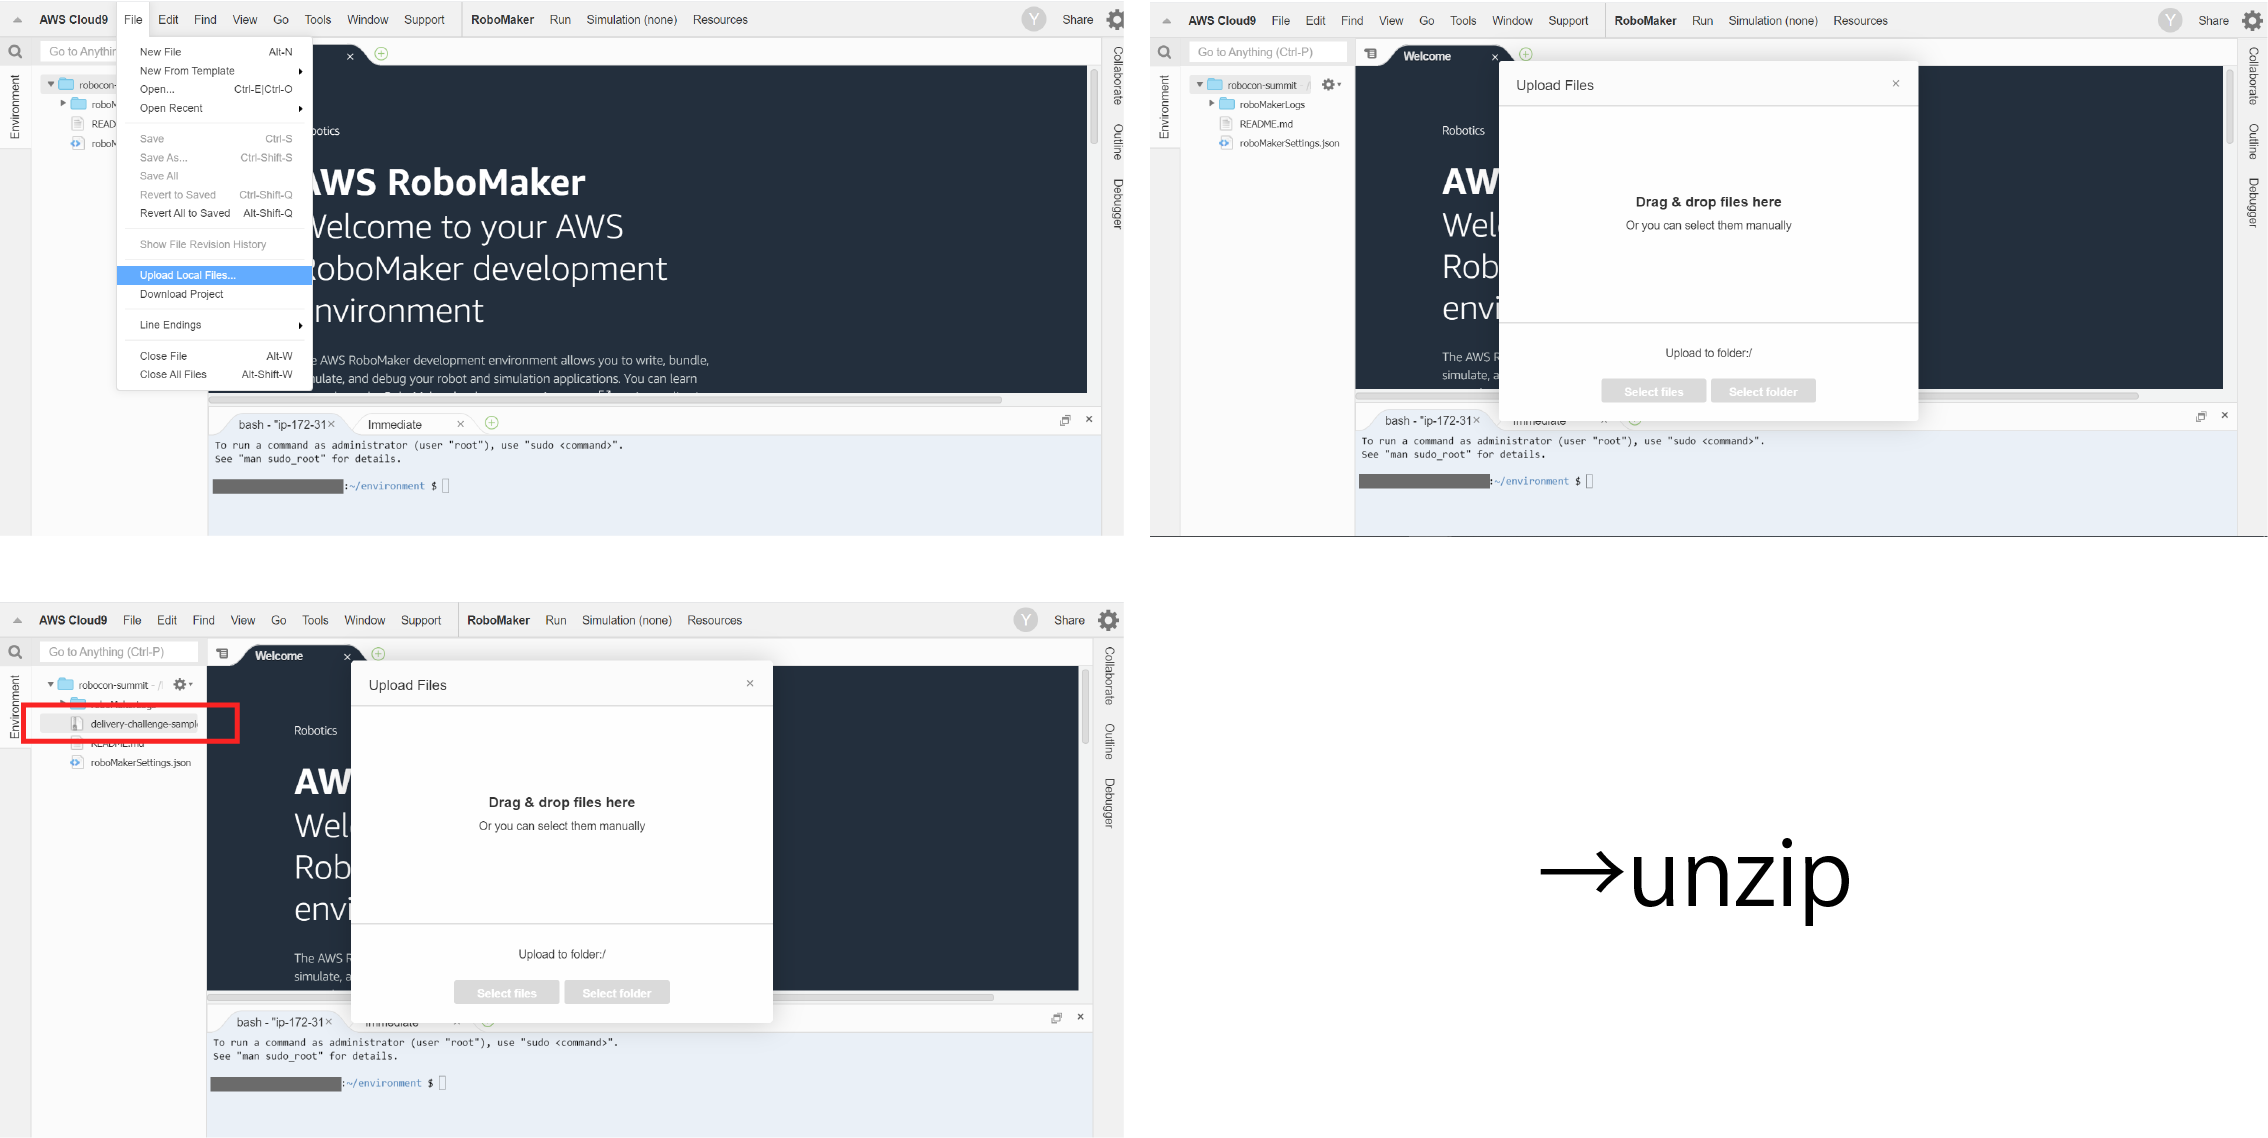 AWS Cloud9 File Edit Find View Go Tools Window Support RoboMaker Run Simulation (none) Resources Y Share
Go to Anythin
Environment
robocon-
roboM
READ
roboM
New File Alt-N
New From Template
Open... Ctrl-E|Ctrl-O
Open Recent
Save Ctrl-S
Save As... Ctrl-Shift-S
Save All
Revert to Saved Ctrl-Shift-Q
Revert All to Saved Alt-Shift-Q
Show File Revision History
Upload Local Files...
Download Project
Line Endings
Close File Alt-W
Close All Files Alt-Shift-W
botics
AWS RoboMaker
Welcome to your AWS
RoboMaker development
environment
e AWS RoboMaker development environment allows you to write, bundle,
ulate, and debug your robot and simulation applications. You can learn
Collaborate
Outline
Debugger
bash - "ip-172-31 Immediate
To run a command as administrator (user "root"), use "sudo <command>".
See "man sudo_root" for details.
:~/environment $
AWS Cloud9 File Edit Find View Go Tools Window Support RoboMaker Run Simulation (none) Resources Y Share
Go to Anything (Ctrl-P)
Environment
robocon-summit - /
roboMakerLogs
README.md
roboMakerSettings.json
Welcome
Robotics
AW
Wel
Rob
envi
The AWS R
simulate, a
Upload Files
Drag & drop files here
Or you can select them manually
Upload to folder:/
Select files Select folder
Collaborate
Outline
Debugger
bash - "ip-172-31 Immediate
To run a command as administrator (user "root"), use "sudo <command>".
See "man sudo_root" for details.
:~/environment $
AWS Cloud9 File Edit Find View Go Tools Window Support RoboMaker Run Simulation (none) Resources Y Share
Go to Anything (Ctrl-P)
Environment
robocon-summit - /
roboMakerLogs
delivery-challenge-sampl
README.md
roboMakerSettings.json
Welcome
Robotics
AW
Wel
Rob
envi
The AWS R
simulate, a
Upload Files
Drag & drop files here
Or you can select them manually
Upload to folder:/
Select files Select folder
Collaborate
Outline
Debugger
bash - "ip-172-31 Immediate
To run a command as administrator (user "root"), use "sudo <command>".
See "man sudo_root" for details.
:~/environment $
→unzip